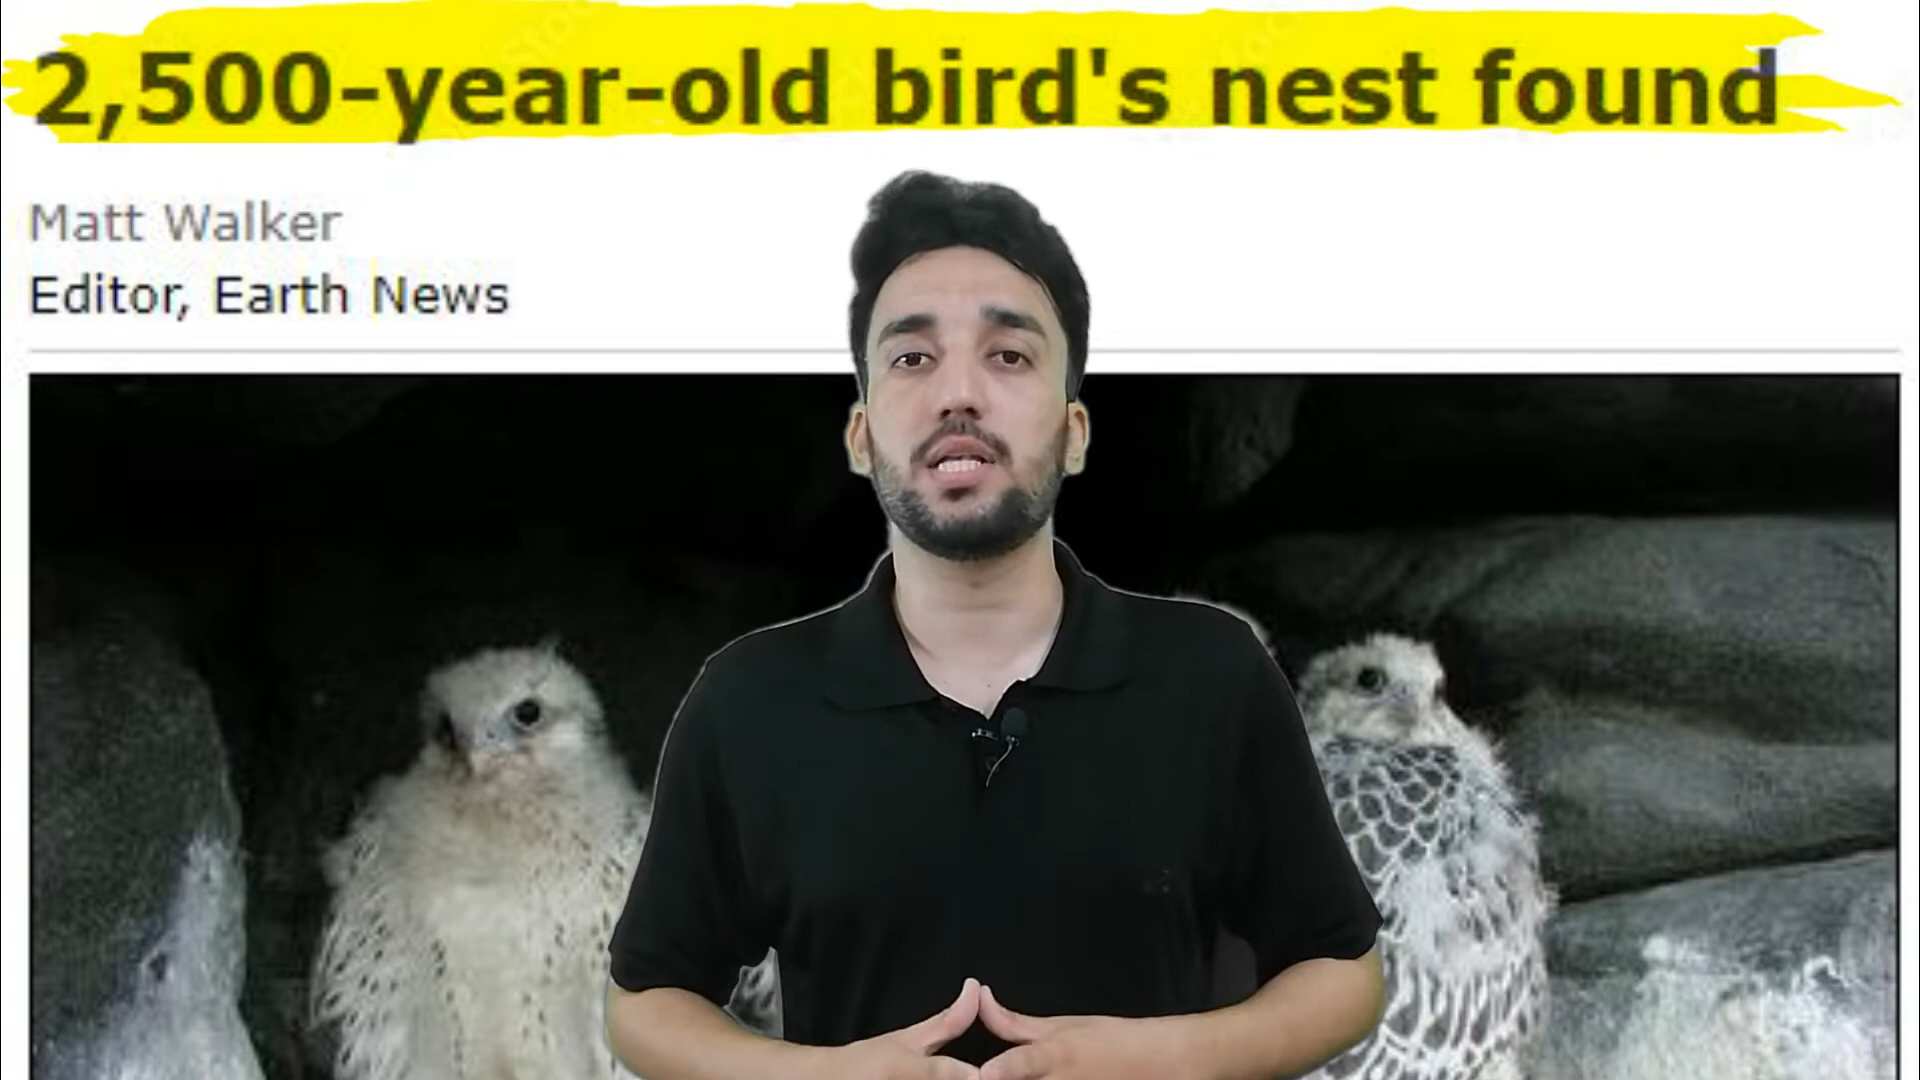 2,500-year-old bird's nest found
Matt Walker
Editor, Earth News